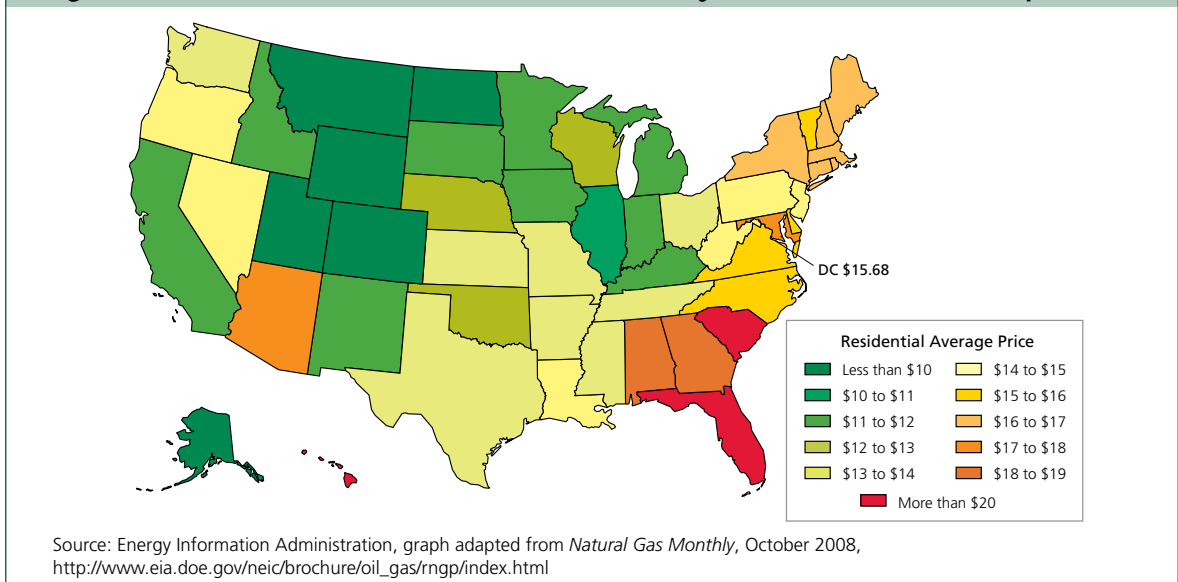 DC $15.68
Residential Average Price
Less than $10
$14 to $15
$10 to $11
$15 to $16
$11 to $12
$16 to $17
$12 to $13
$17 to $18
$13 to $14
$18 to $19
More than $20
Source: Energy Information Administration, graph adapted from Natural Gas Monthly, October 2008,
http://www.eia.doe.gov/neic/brochure/oil_gas/rngp/index.html